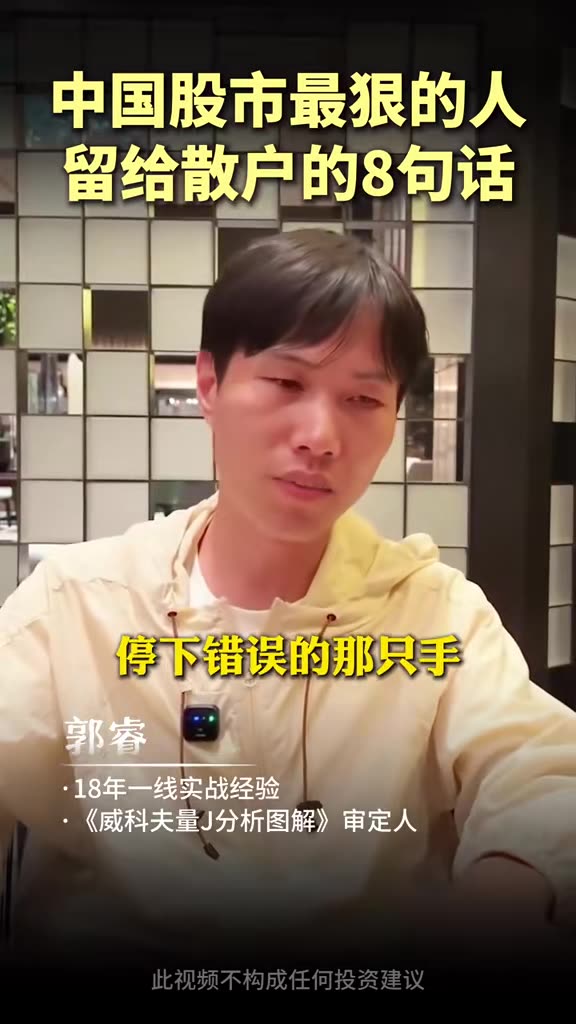 中国股市最狠的人
留给散户的8句话
停下错误的那只手
郭睿
·18年一线实战经验
·《威科夫量J分析图解》审定人
此视频不构成任何投资建议